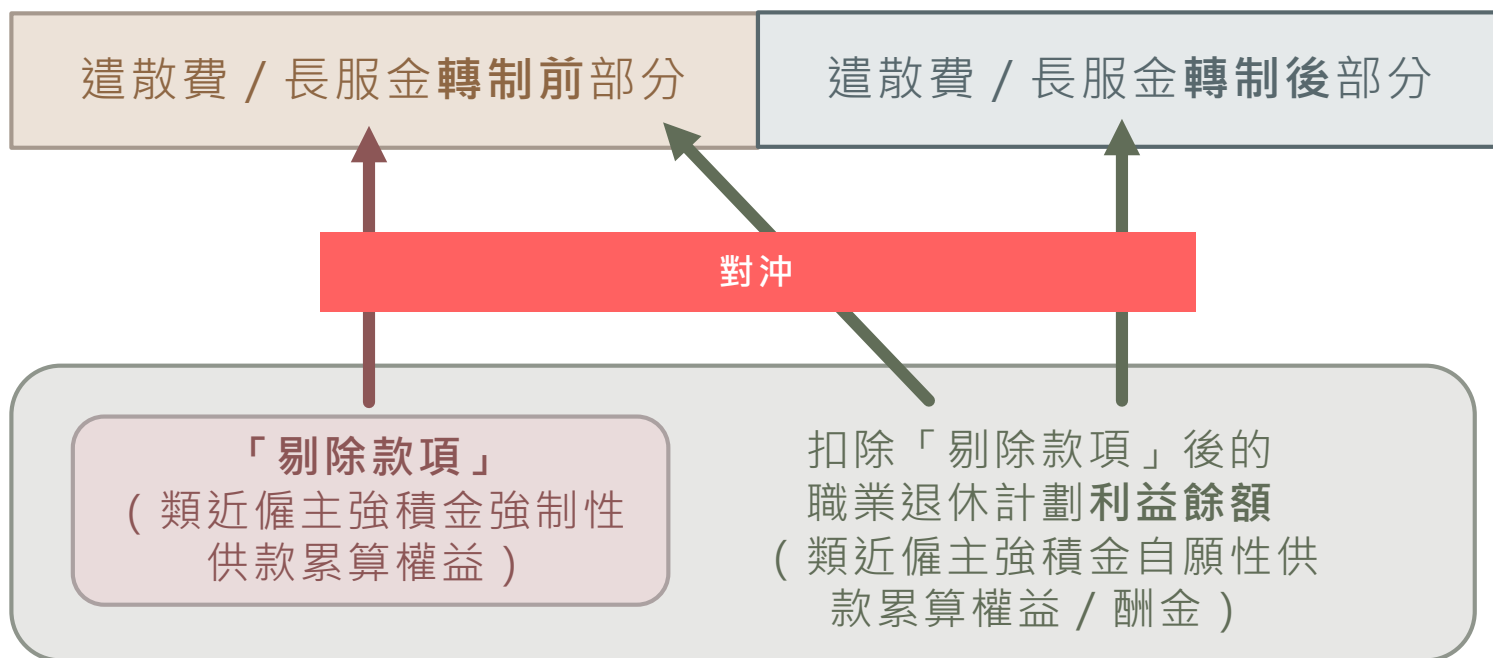 遣散費 / 長服金轉制前部分
遣散費 / 長服金轉制後部分
對沖
「剔除款項」
( 類近僱主強積金強制性
供款累算權益 )
扣除「剔除款項」後的
職業退休計劃利益餘額
( 類近僱主強積金自願性供
款累算權益 / 酬金 )